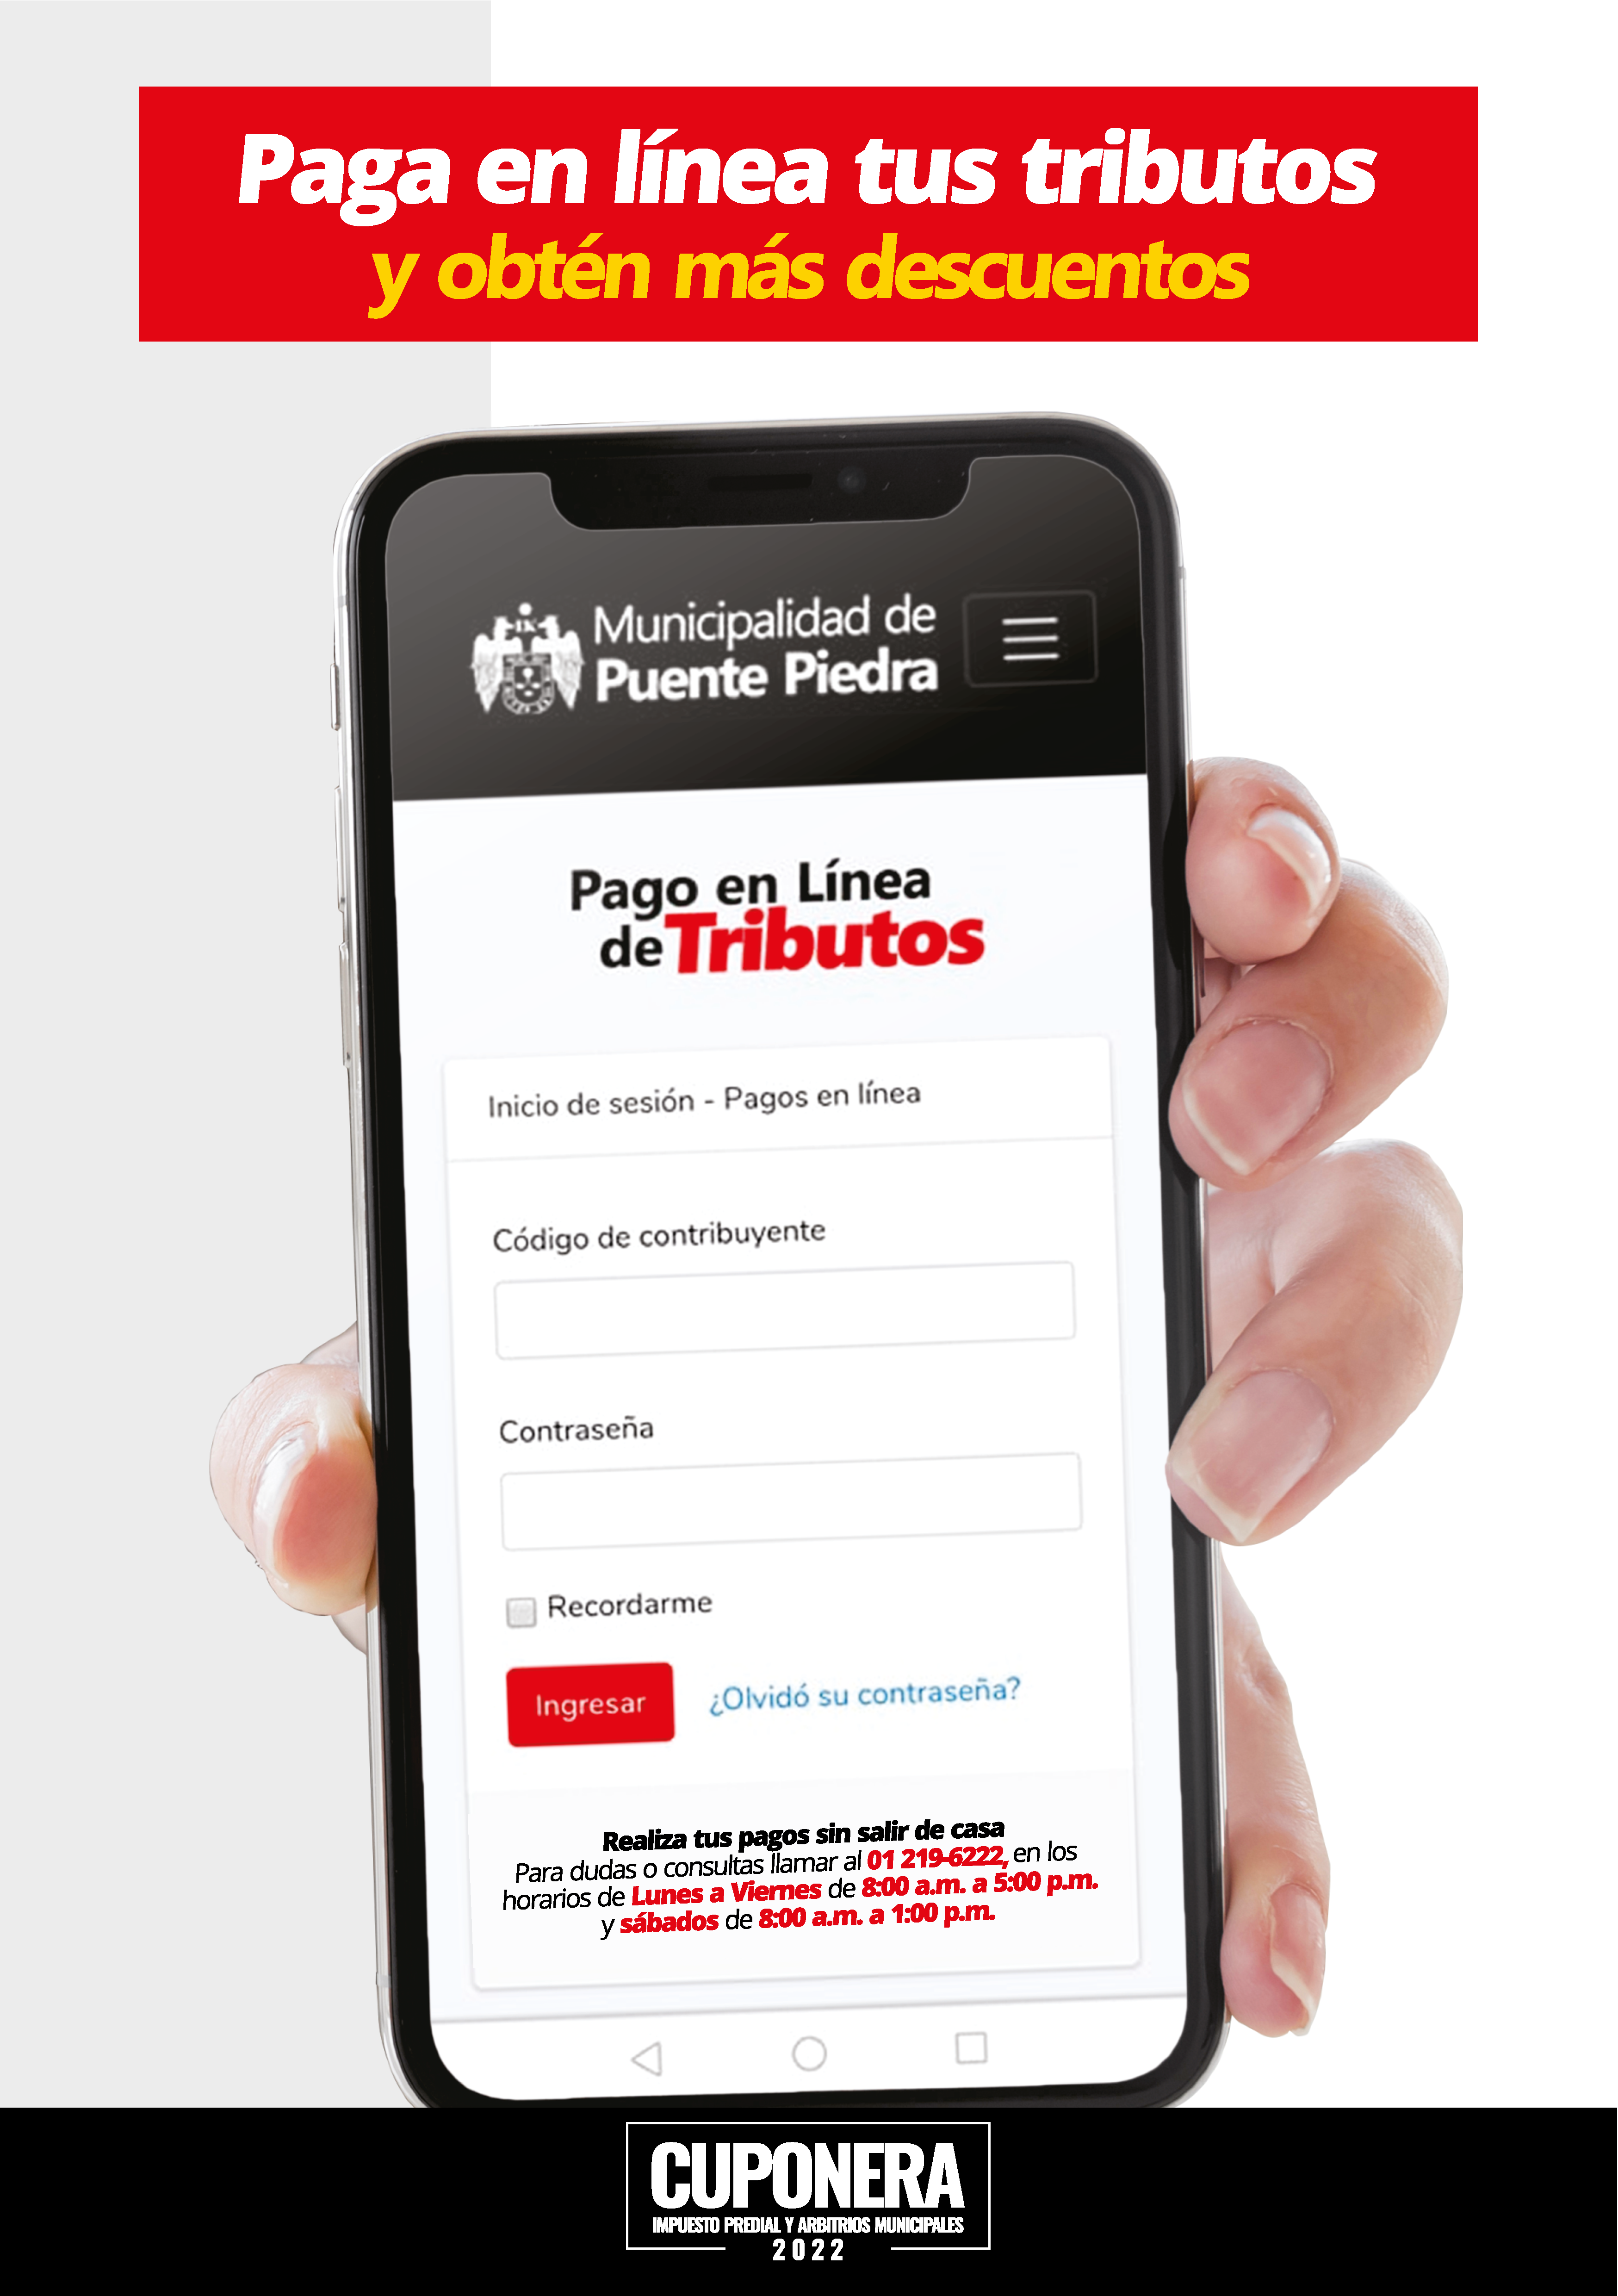 Paga en línea tus tributos
y obtén más descuentos
Municipalidad de
Puente Piedra
Pago en Línea
de Tributos
Inicio de sesión - Pagos en línea
Código de contribuyente
Contraseña
Recordarme
Ingresar
¿Olvidó su contraseña?
Realiza tus pagos sin salir de casa
Para dudas o consultas llamar al 01 219-6222, en los
horarios de Lunes a Viernes de 8:00 a.m. a 5:00 p.m.
y sábados de 8:00 a.m. a 1:00 p.m.
CUPONERA
IMPUESTO PREDIAL Y ARBITRIOS MUNICIPALES
2022